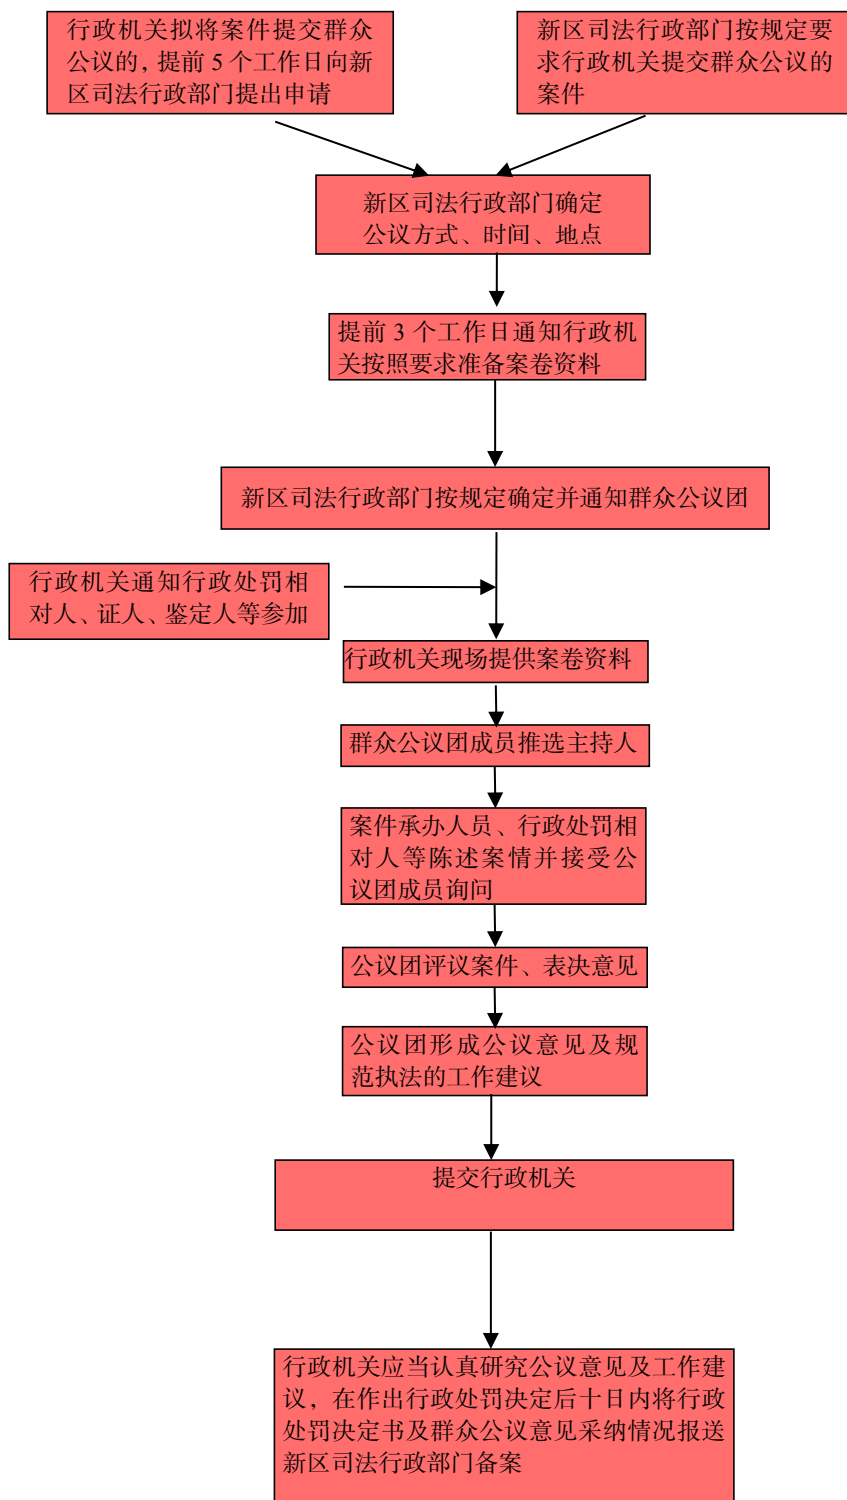 行政机关拟将案件提交群众
公议的，提前 5 个工作日向新
区司法行政部门提出申请
新区司法行政部门按规定要
求行政机关提交群众公议的
案件
新区司法行政部门确定
公议方式、时间、地点
提前 3 个工作日通知行政机
关按照要求准备案卷资料
新区司法行政部门按规定确定并通知群众公议团
行政机关通知行政处罚相
对人、证人、鉴定人等参加
行政机关现场提供案卷资料
群众公议团成员推选主持人
案件承办人员、行政处罚相
对人等陈述案情并接受公
议团成员询问
公议团评议案件、表决意见
公议团形成公议意见及规
范执法的工作建议
提交行政机关
行政机关应当认真研究公议意见及工作建
议，在作出行政处罚决定后十日内将行政
处罚决定书及群众公议意见采纳情况报送
新区司法行政部门备案